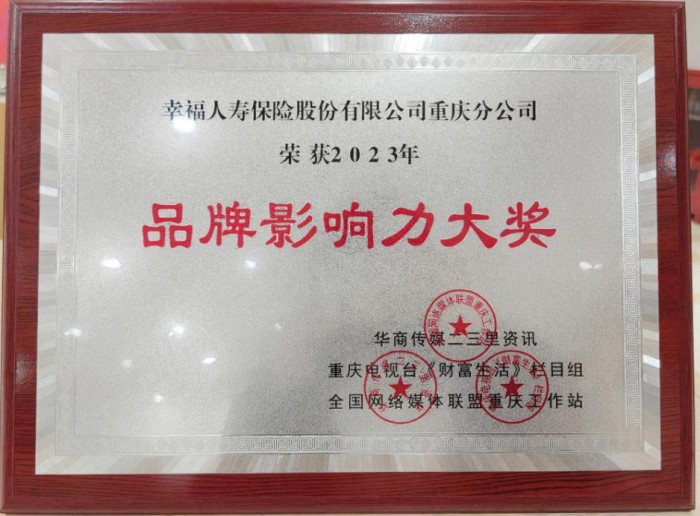 幸福人寿保险股份有限公司重庆分公司
荣获2023年
品牌影响力大奖
华商传媒二三里资讯
重庆电视台《财富生活》栏目组
全国网络媒体联盟重庆工作站